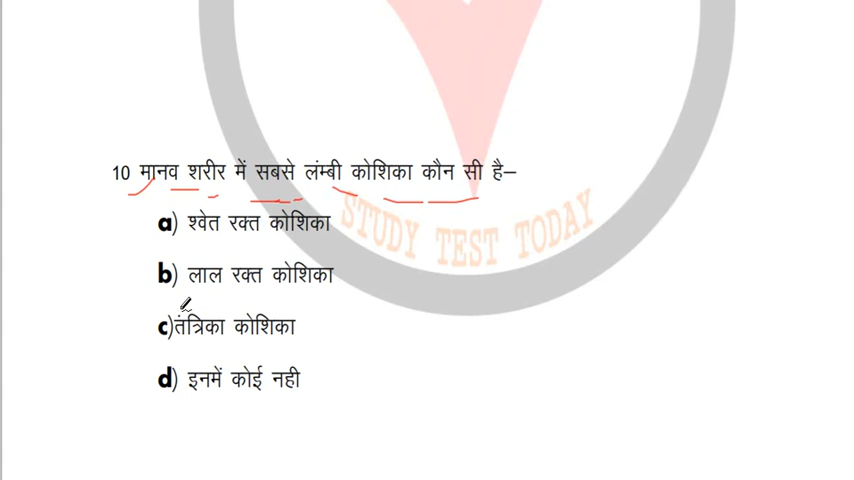 10 मानव शरीर में सबसे लंम्बी कोशिका कौन सी है–
a) श्वेत रक्त कोशिका
STUDY TEST TODAY
b) लाल रक्त कोशिका
c)तंत्रिका कोशिका
d) इनमें कोई नही